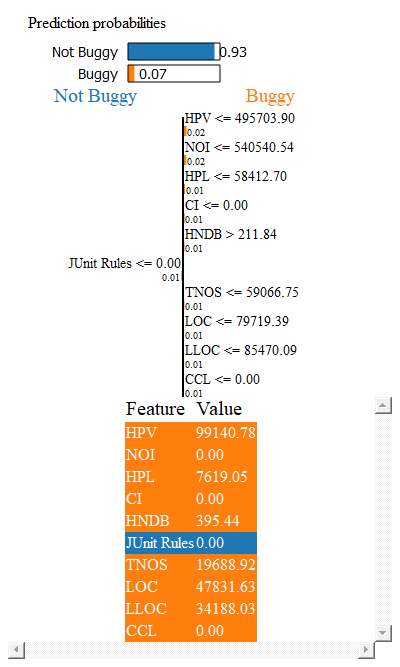 Prediction probabilities
Not Buggy 0.93
Buggy 0.07
Not Buggy Buggy
HPV <= 495703.90
0.02
NOI <= 540540.54
0.02
HPL <= 58412.70
0.01
CI <= 0.00
0.01
HNDB > 211.84
0.01
JUnit Rules <= 0.00
0.01
TNOS <= 59066.75
0.01
LOC <= 79719.39
0.01
LLOC <= 85470.09
0.01
CCL <= 0.00
0.01
Feature Value
HPV 99140.78
NOI 0.00
HPL 7619.05
CI 0.00
HNDB 395.44
JUnit Rules 0.00
TNOS 19688.92
LOC 47831.63
LLOC 34188.03
CCL 0.00